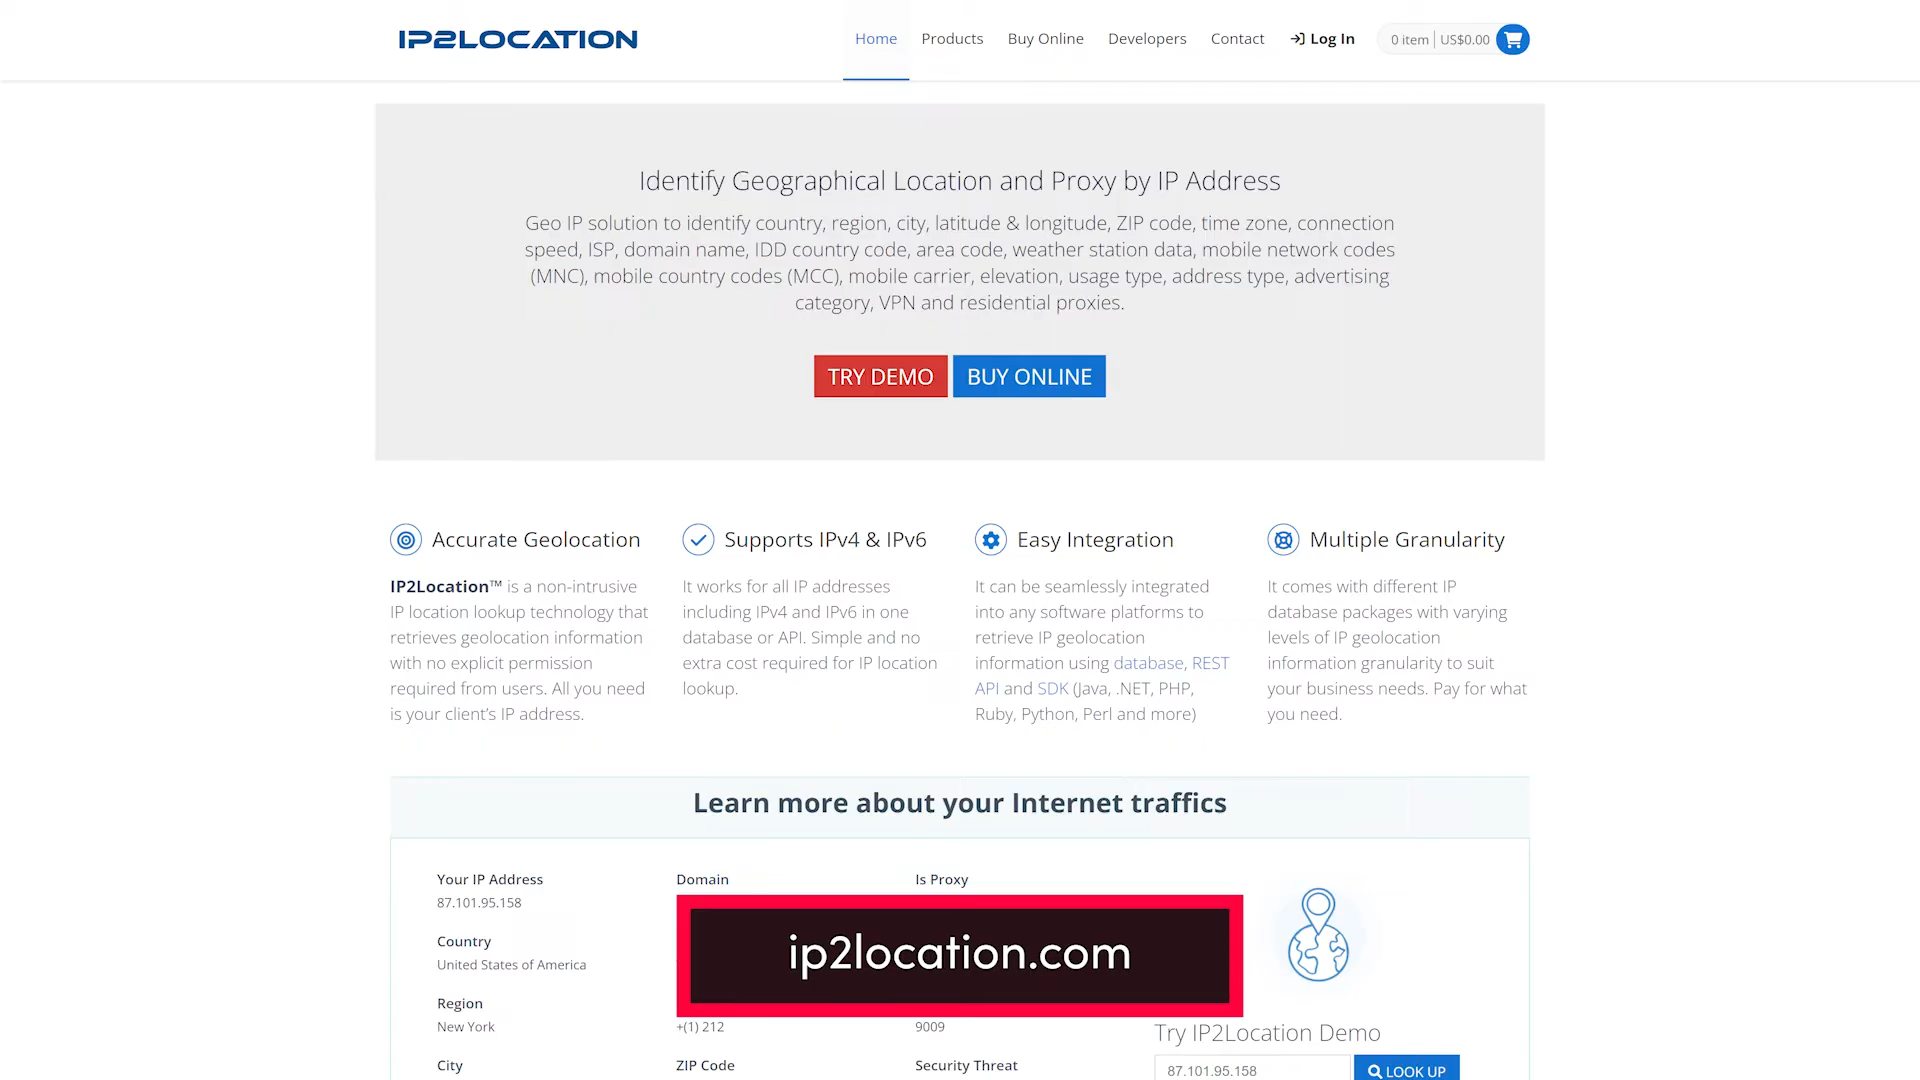 IP2LOCATION
Home
Products
Buy Online
Developers
Contact
Log In
0 item
US$0.00
Identify Geographical Location and Proxy by IP Address
Geo IP solution to identify country, region, city, latitude & longitude, ZIP code, time zone, connection
speed, ISP, domain name, IDD country code, area code, weather station data, mobile network codes
(MNC), mobile country codes (MCC), mobile carrier, elevation, usage type, address type, advertising
category, VPN and residential proxies.
TRY DEMO
BUY ONLINE
Accurate Geolocation
IP2Location™ is a non-intrusive
IP location lookup technology that
retrieves geolocation information
with no explicit permission
required from users. All you need
is your client's IP address.
Supports IPv4 & IPv6
It works for all IP addresses
including IPv4 and IPv6 in one
database or API. Simple and no
extra cost required for IP location
lookup.
Easy Integration
It can be seamlessly integrated
into any software platforms to
retrieve IP geolocation
information using database, REST
API and SDK (Java, .NET, PHP,
Ruby, Python, Perl and more)
Multiple Granularity
It comes with different IP
database packages with varying
levels of IP geolocation
information granularity to suit
your business needs. Pay for what
you need.
Learn more about your Internet traffics
Your IP Address
87.101.95.158
Country
United States of America
Region
New York
City
Domain
+(1) 212
ZIP Code
Is Proxy
9009
Security Threat
ip2location.com
Try IP2Location Demo
87.101.95.158
LOOK UP